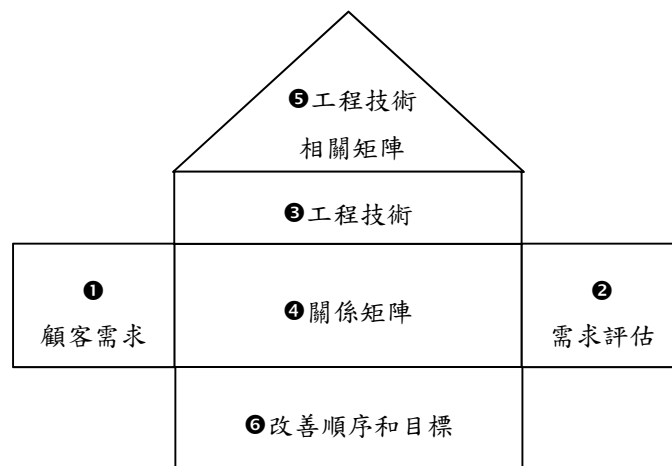 ❺工程技術
相關矩陣
❸工程技術
❶
顧客需求
❹關係矩陣
❷
需求評估
❻改善順序和目標